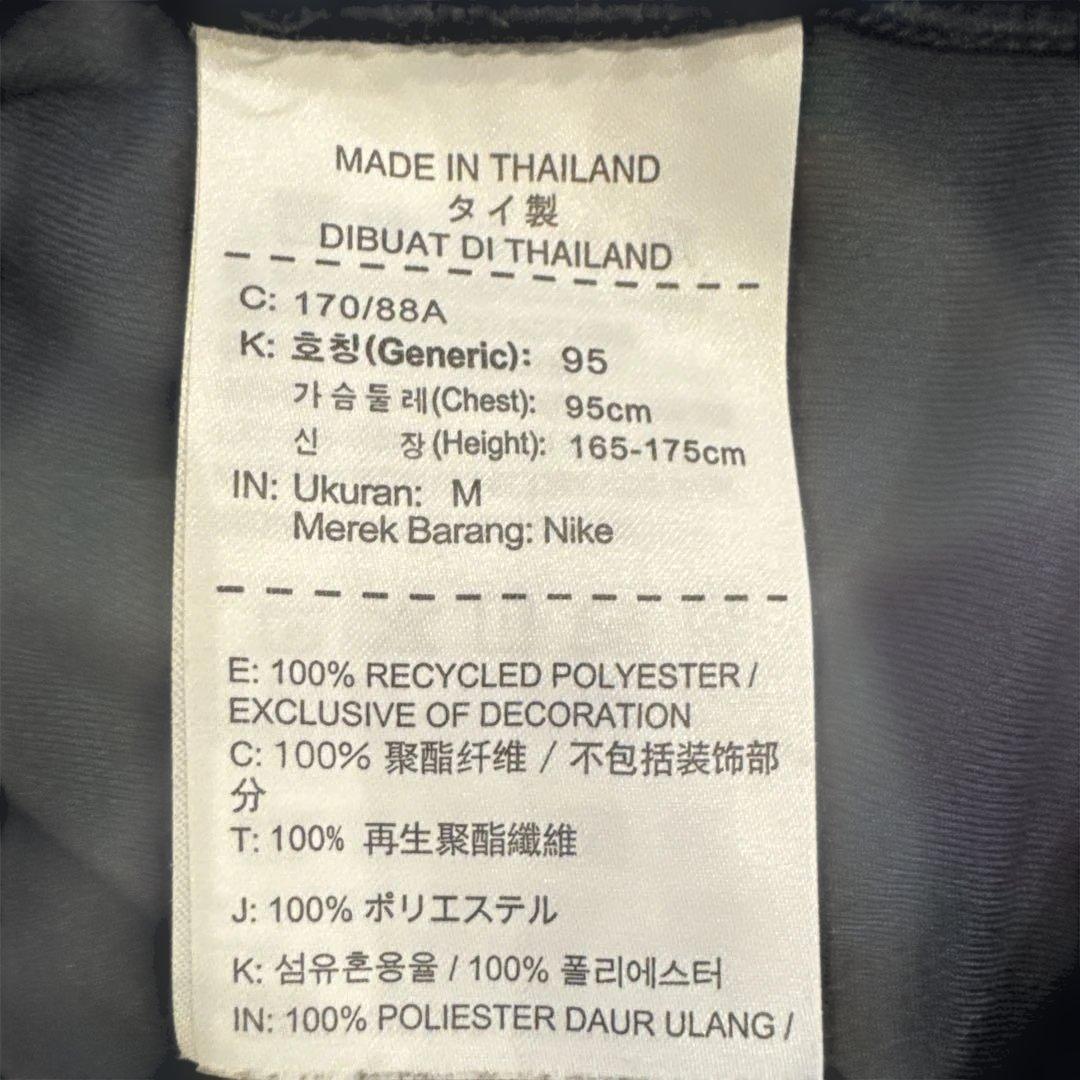 MADE IN THAILAND
タイ製
DIBUAT DI THAILAND
C: 170/88A
K: 호칭(Generic): 95
가슴둘레(Chest): 95cm
신 장(Height): 165-175cm
IN: Ukuran: M
Merek Barang: Nike
E: 100% RECYCLED POLYESTER /
EXCLUSIVE OF DECORATION
C: 100% 聚酯纤维 / 不包括装饰部
分
T: 100% 再生聚酯纖維
J: 100% ポリエステル
K: 섬유혼용율 / 100% 폴리에스터
IN: 100% POLIESTER DAUR ULANG /